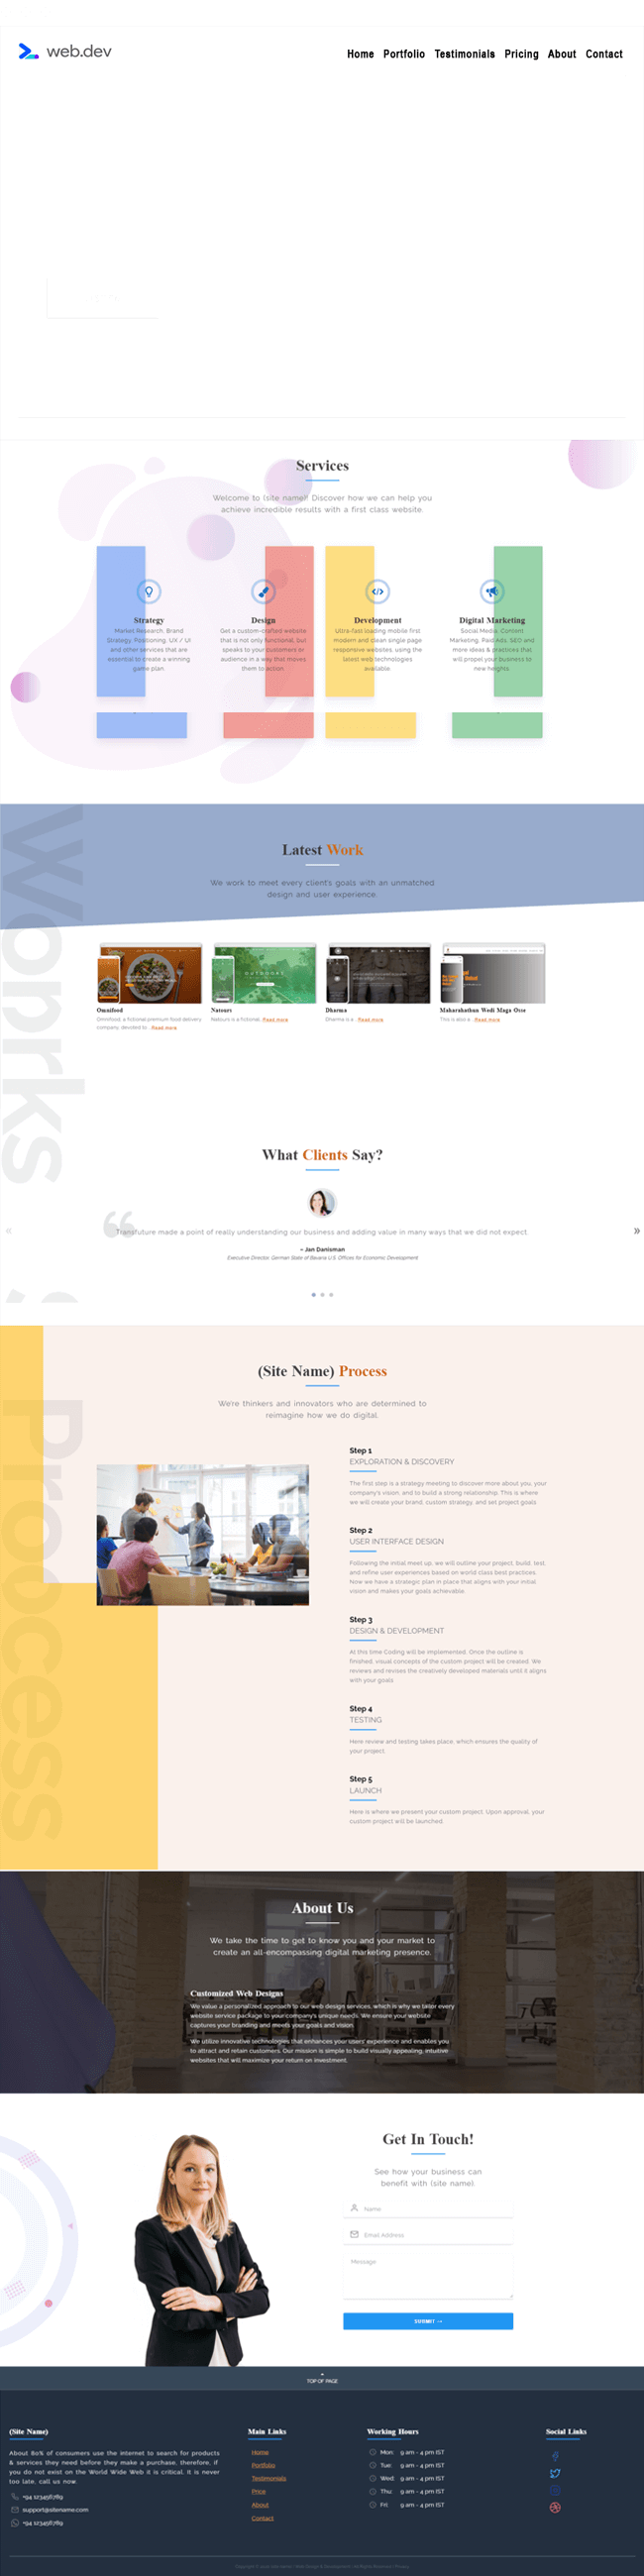 web.dev
Home Portfolio Testimonials Pricing About Contact
Services
Welcome to (site name)! Discover how we can help you
achieve incredible results with a first class website.
Strategy
Market Research, Brand
Strategy, Positioning, UX / UI
and other services that are
essential to create a winning
game plan.
Design
Get a custom-crafted website
that is not only functional, but
speaks to your customers or
audience in a way that moves
them to action.
Development
Ultra-fast loading mobile first
modern and clean single page
responsive websites, using the
latest web technologies
available.
Digital Marketing
Social Media, Content
Marketing, Paid Ads, SEO and
more ideas & practices that
will propel your business to
new heights.
Works
Latest Work
We work to meet every client's goals with an unmatched
design and user experience.
Omnifood
Omnifood, a fictional premium food delivery
company, devoted to...Read more
Natours
Natours is a fictional...Read more
Dharma
Dharma is a...Read more
Maharahathun Wedi Maga Osse
This is also a...Read more
What Clients Say?
Transfuture made a point of really understanding our business and adding value in many ways that we did not expect.
~ Jan Danisman
Executive Director, German State of Bavaria U.S. Offices for Economic Development
Process
(Site Name) Process
We're thinkers and innovators who are determined to
reimagine how we do digital.
Step 1
EXPLORATION & DISCOVERY
The first step is a strategy meeting to discover more about you, your
company's vision, and to build a strong relationship. This is where
we will create your brand, custom strategy, and set project goals.
Step 2
USER INTERFACE DESIGN
Following the initial meet up, we will outline your project, build, test,
and refine user experiences based on world class best practices.
Now we have a strategic plan in place that aligns with your initial
vision and makes your goals achievable.
Step 3
DESIGN & DEVELOPMENT
At this time Coding will be implemented. Once the outline is
finished, visual concepts of the custom project will be created. We
reviews and revises the creatively developed materials until it aligns
with your goals.
Step 4
TESTING
Here review and testing takes place, which ensures the quality of
your project.
Step 5
LAUNCH
Here is where we present your custom project. Upon approval, your
custom project will be launched.
About Us
We take the time to get to know you and your market to
create an all-encompassing digital marketing presence.
Customized Web Designs
We value a personalized approach to our web design services, which is why we tailor every
website service package to your company's unique needs. We ensure your website
captures your branding and meets your goals and vision.
We utilize innovative technologies that enhances your users' experience and enables you
to attract and retain customers. Our mission is simple to build visually appealing, intuitive
websites that will maximize your return on investment.
Get In Touch!
See how your business can
benefit with (site name).
Name
Email Address
Message
SUBMIT →
TOP OF PAGE
(Site Name)
About 80% of consumers use the internet to search for products
& services they need before they make a purchase, therefore, if
you do not exist on the World Wide Web it is critical. It is never
too late, call us now.
+94 123456789
support@sitename.com
+94 123456789
Main Links
Home
Portfolio
Testimonials
Price
About
Contact
Working Hours
Mon: 9 am - 4 pm IST
Tue: 9 am - 4 pm IST
Wed: 9 am - 4 pm IST
Thu: 9 am - 4 pm IST
Fri: 9 am - 4 pm IST
Social Links